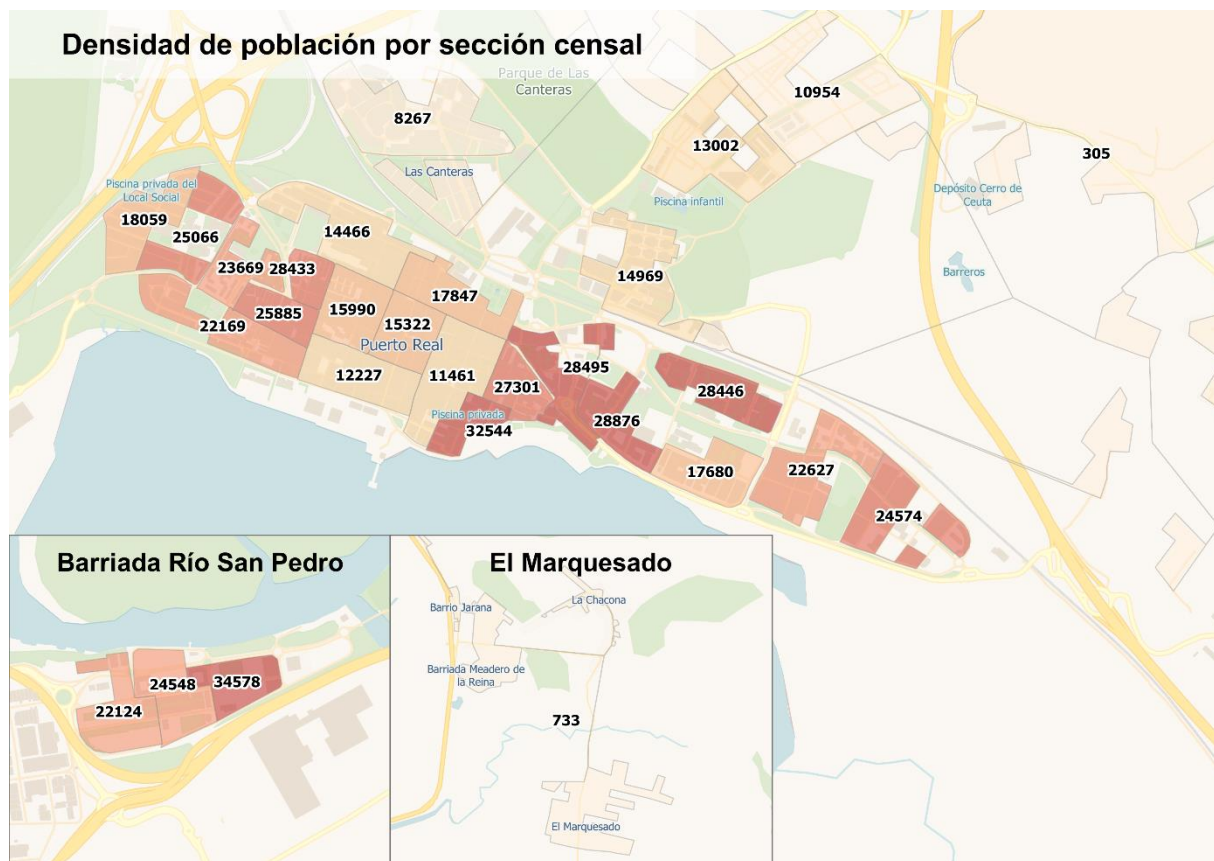 Densidad de población por sección censal
Parque de Las
Canteras
10954
8267
13002
305
Las Canteras
Piscina privada del
Local Social
Piscina infantil
Depósito Cerro de
Ceuta
18059
25066
14466
23669
28433
14969
Barreros
17847
25885
15990
15322
22169
Puerto Real
12227
11461
28495
27301
28446
Piscina privada
32544
28876
17680
22627
24574
Barriada Río San Pedro
24548
34578
22124
El Marquesado
La Chacona
Barrio Jarana
Barriada Meadero de
la Reina
733
El Marquesado